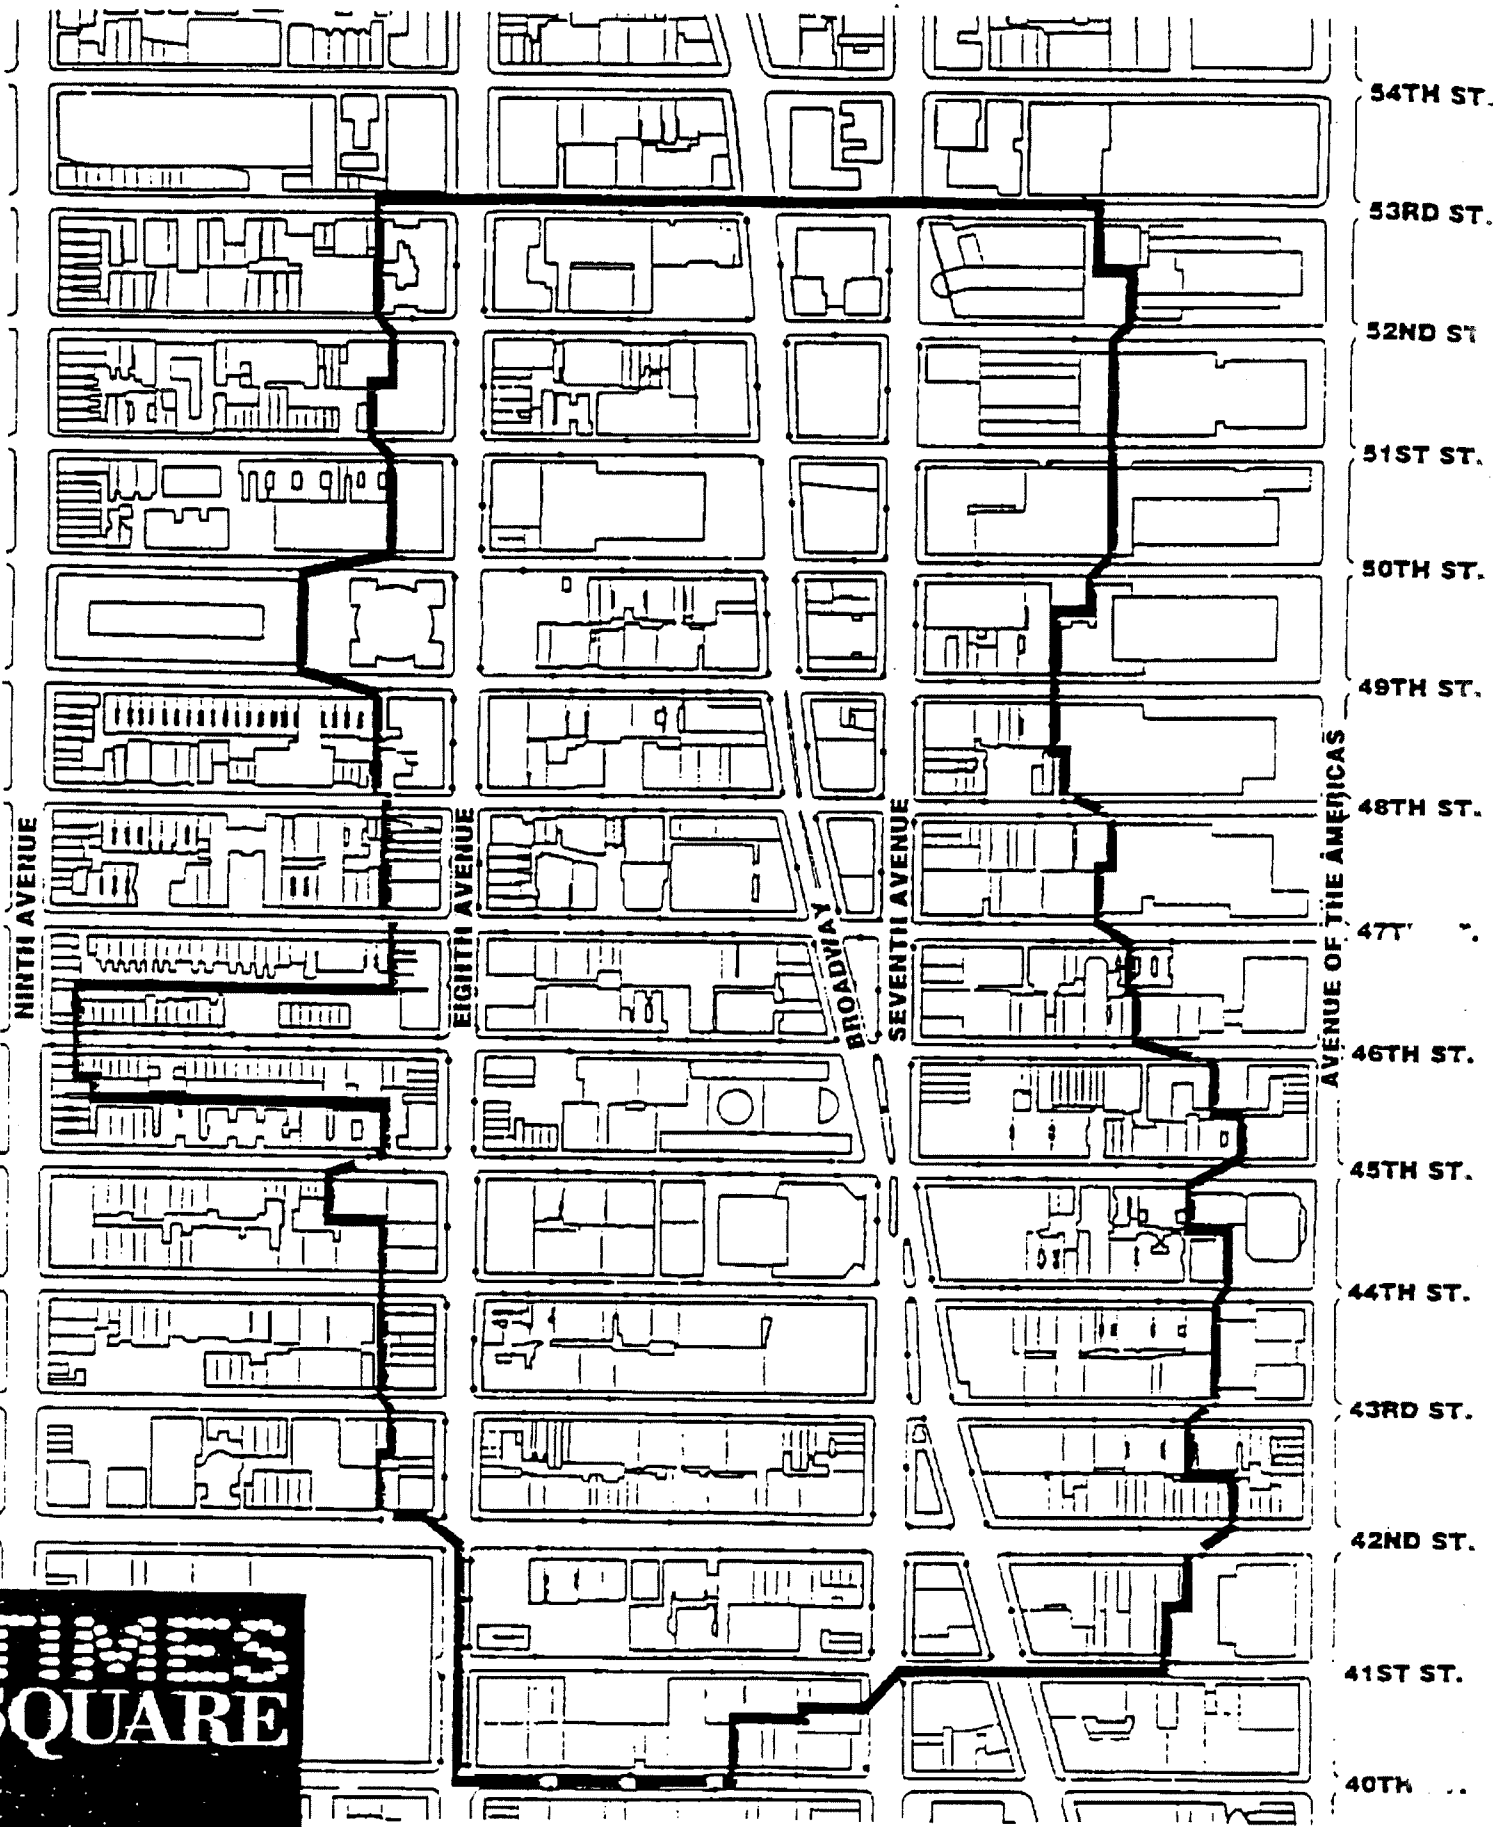 54TH ST.
53RD ST.
52ND ST
51ST ST.
50TH ST.
49TH ST.
48TH ST.
46TH ST.
45TH ST.
44TH ST.
43RD ST.
42ND ST.
41ST ST.
40TH
NINTH AVENUE
EIGHTH AVENUE
BROADWAY
SEVENTH AVENUE
AVENUE OF THE AMERICAS
TIMES
SQUARE